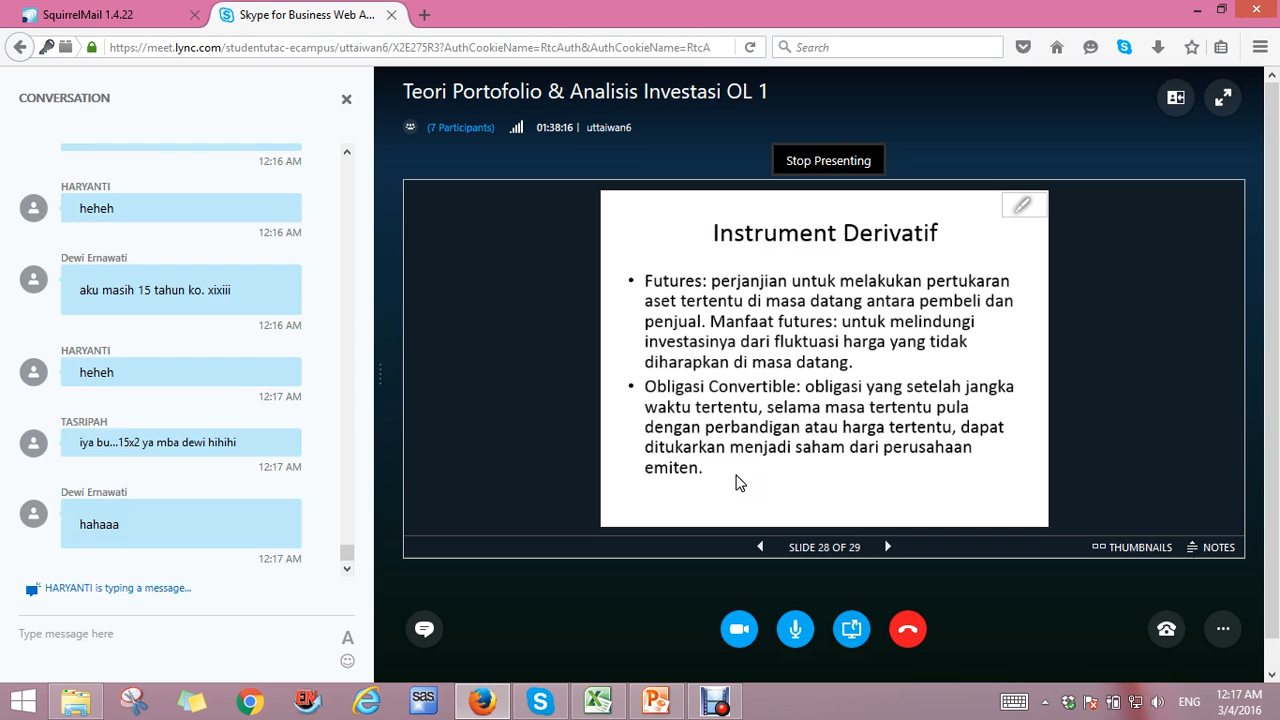 SquirrelMail 1.4.22
Skype for Business Web A...
https://meet.lync.com/studentutac-ecampus/uttaiwan6/X2E275R3?AuthCookieName=RtcAuth&AuthCookieName=RtcA
Search
CONVERSATION
12:16 AM
HARYANTI
heheh
12:16 AM
Dewi Ernawati
aku masih 15 tahun ko. xixiii
12:16 AM
HARYANTI
heheh
12:17 AM
TASRIPAH
iya bu...15x2 ya mba dewi hihihi
12:17 AM
Dewi Ernawati
hahaaa
12:17 AM
HARYANTI is typing a message...
Type message here
A
Teori Portofolio & Analisis Investasi OL 1
(7 Participants)
01:38:16
uttaiwan6
Stop Presenting
Instrument Derivatif
• Futures: perjanjian untuk melakukan pertukaran
aset tertentu di masa datang antara pembeli dan
penjual. Manfaat futures: untuk melindungi
investasinya dari fluktuasi harga yang tidak
diharapkan di masa datang.
• Obligasi Convertible: obligasi yang setelah jangka
waktu tertentu, selama masa tertentu pula
dengan perbandigan atau harga tertentu, dapat
ditukarkan menjadi saham dari perusahaan
emiten.
SLIDE 28 OF 29
THUMBNAILS
NOTES
EN
sas
ENG
12:17 AM
3/4/2016